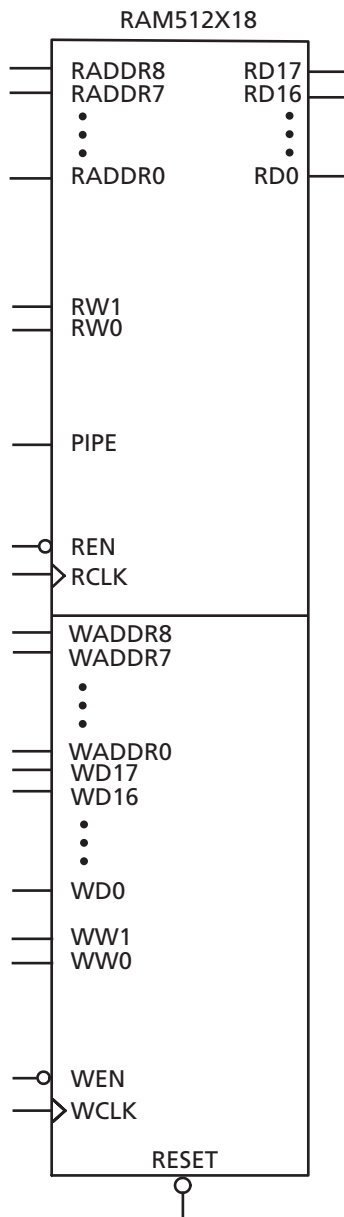 RAM512X18
RADDR8 RD17
RADDR7 RD16
RADDR0 RD0
RW1
RW0
PIPE
REN
RCLK
WADDR8
WADDR7
WADDR0
WD17
WD16
WD0
WW1
WW0
WEN
WCLK
RESET